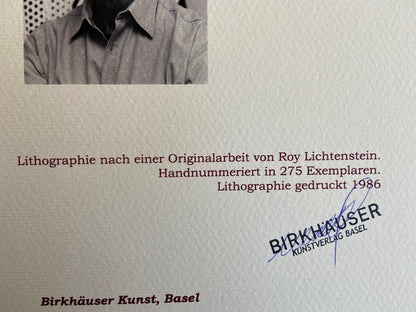 Lithographie nach einer Originalarbeit von Roy Lichtenstein.
Handnummeriert in 275 Exemplaren.
Lithographie gedruckt 1986
BIRKHÄUSER
KUNSTVERLAG BASEL
Birkhäuser Kunst, Basel